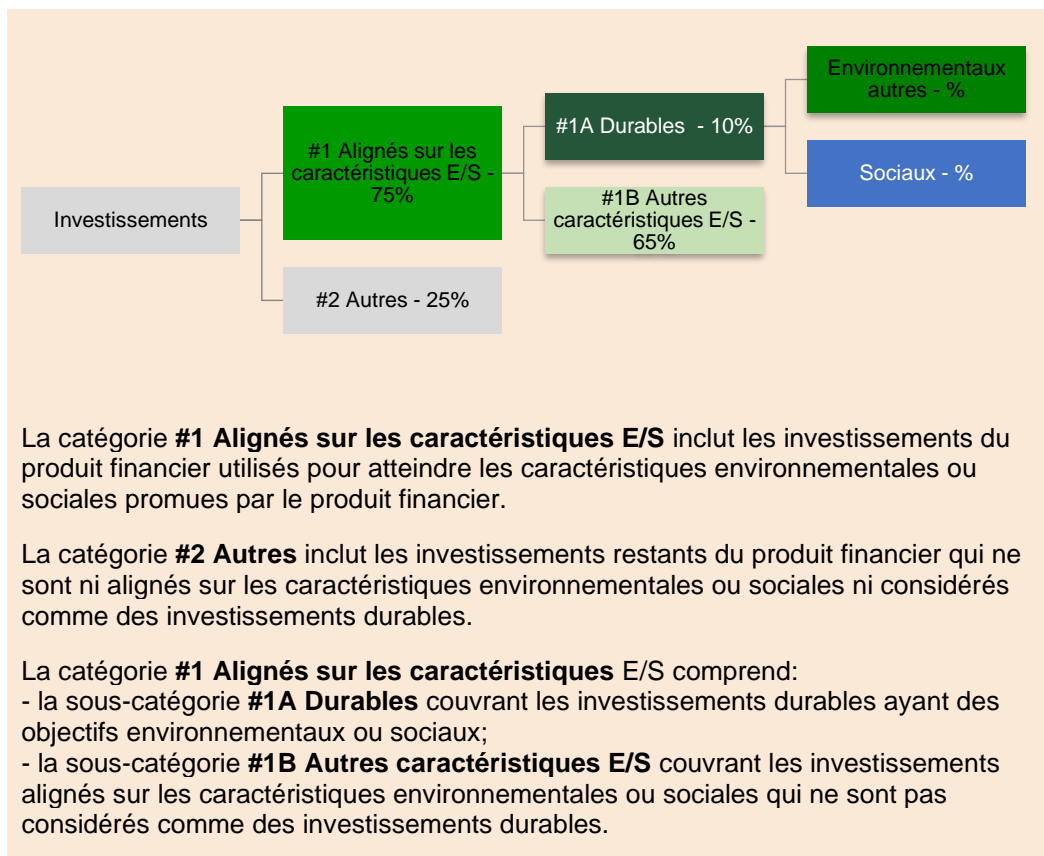 Investissements
#1 Alignés sur les
caractéristiques E/S -
75%
#2 Autres - 25%
#1A Durables - 10%
#1B Autres
caractéristiques E/S -
65%
Environnementaux
autres - %
Sociaux - %
La catégorie #1 Alignés sur les caractéristiques E/S inclut les investissements du
produit financier utilisés pour atteindre les caractéristiques environnementales ou
sociales promues par le produit financier.
La catégorie #2 Autres inclut les investissements restants du produit financier qui ne
sont ni alignés sur les caractéristiques environnementales ou sociales ni considérés
comme des investissements durables.
La catégorie #1 Alignés sur les caractéristiques E/S comprend:
- la sous-catégorie #1A Durables couvrant les investissements durables ayant des
objectifs environnementaux ou sociaux;
- la sous-catégorie #1B Autres caractéristiques E/S couvrant les investissements
alignés sur les caractéristiques environnementales ou sociales qui ne sont pas
considérés comme des investissements durables.